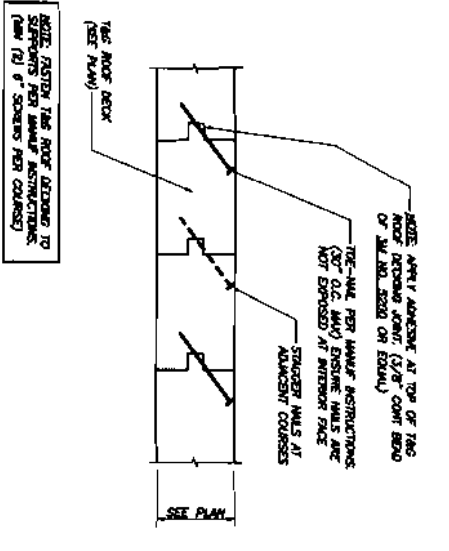 NOTE: APPLY ADHESIVE AT TOP OF T&G
ROOF DECKING JOINT. (3/8" CONT BEAD
OF 3M NO. 5200 OR EQUAL)
TOE-NAIL PER MANUF INSTRUCTIONS.
(30" O.C. MAX) ENSURE NAILS ARE
NOT EXPOSED AT INTERIOR FACE
STAGGER NAILS AT
ADJACENT COURSES
SEE PLAN
T&G ROOF DECK
(SEE PLAN)
NOTE: FASTEN T&G ROOF DECKING TO
SUPPORTS PER MANUF INSTRUCTIONS.
(MIN (2) 6" SCREWS PER COURSE)